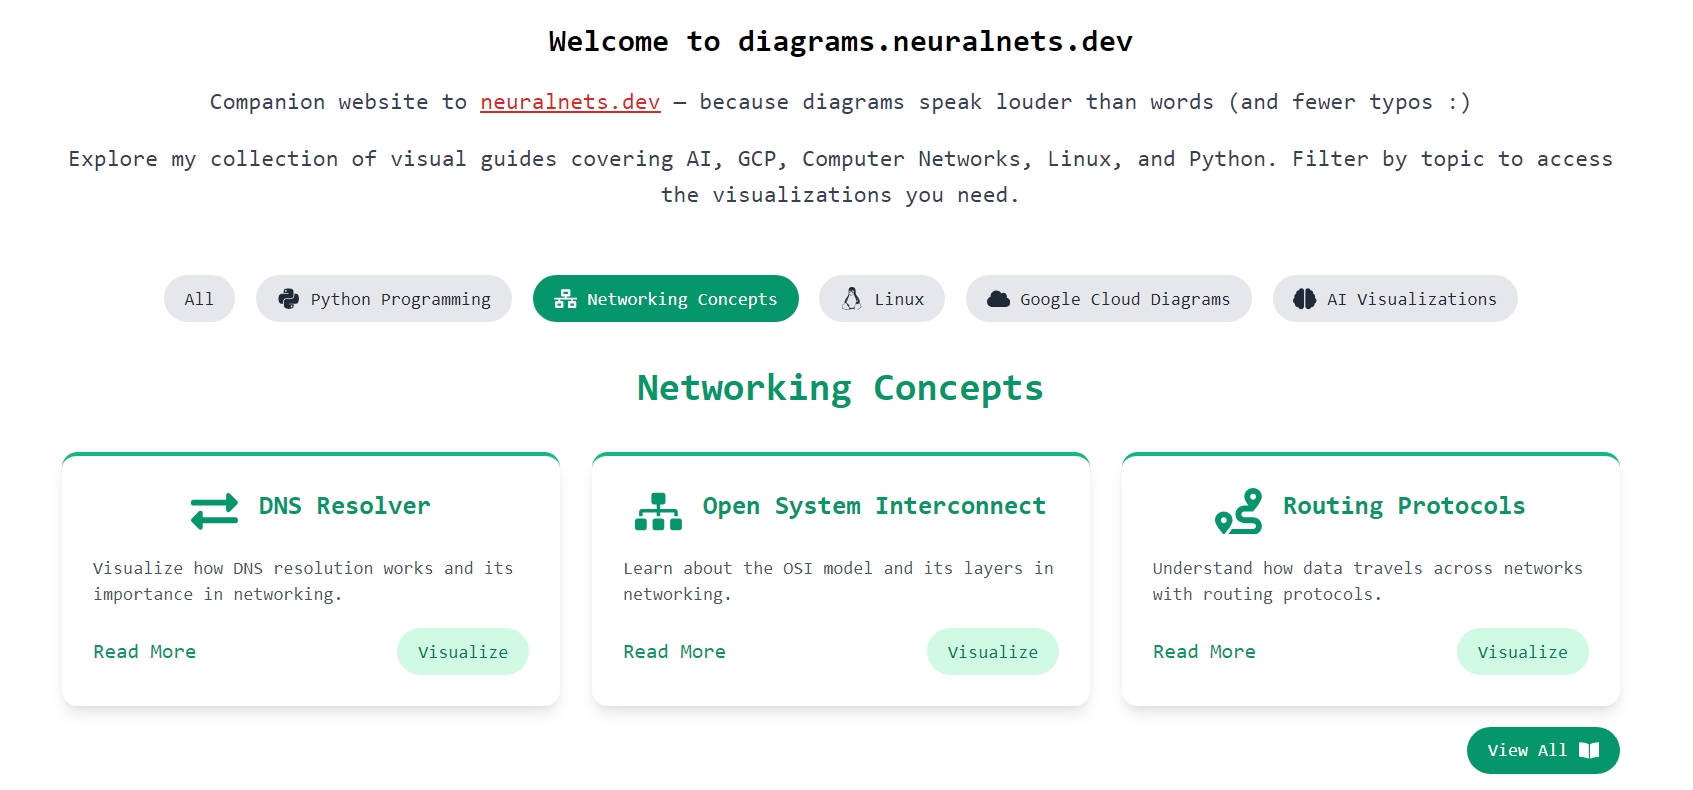 Welcome to diagrams.neuralnets.dev
Companion website to neuralnets.dev — because diagrams speak louder than words (and fewer typos :)
Explore my collection of visual guides covering AI, GCP, Computer Networks, Linux, and Python. Filter by topic to access
the visualizations you need.
All
Python Programming
Networking Concepts
Linux
Google Cloud Diagrams
AI Visualizations
Networking Concepts
DNS Resolver
Visualize how DNS resolution works and its
importance in networking.
Read More
Visualize
Open System Interconnect
Learn about the OSI model and its layers in
networking.
Read More
Visualize
Routing Protocols
Understand how data travels across networks
with routing protocols.
Read More
Visualize
View All